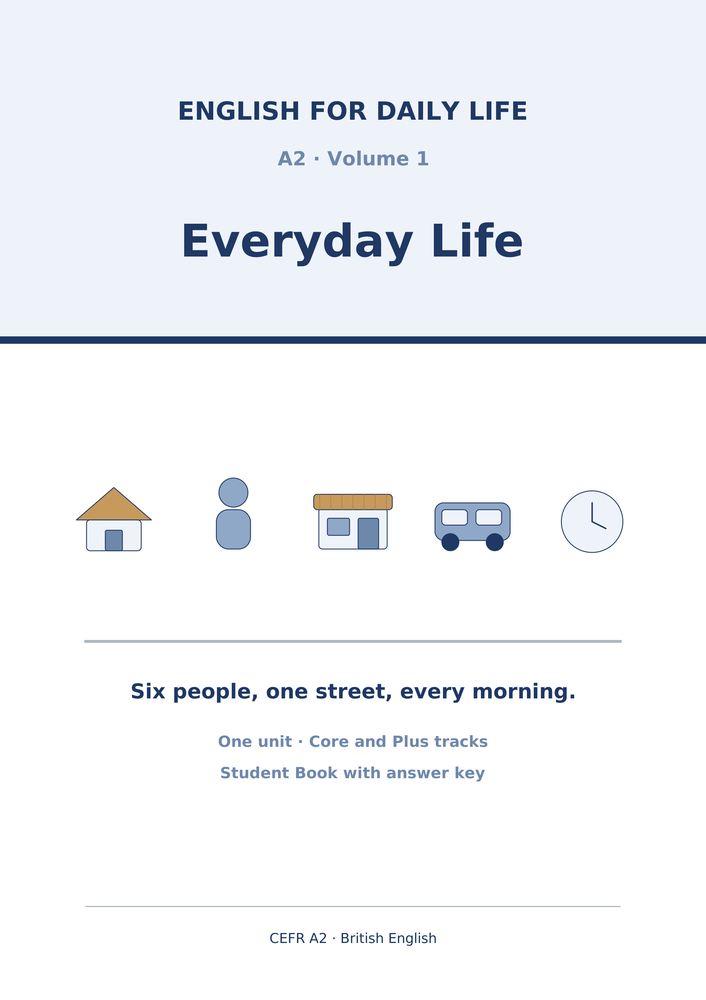 ENGLISH FOR DAILY LIFE
A2 · Volume 1
Everyday Life
Six people, one street, every morning.
One unit · Core and Plus tracks
Student Book with answer key
CEFR A2 · British English